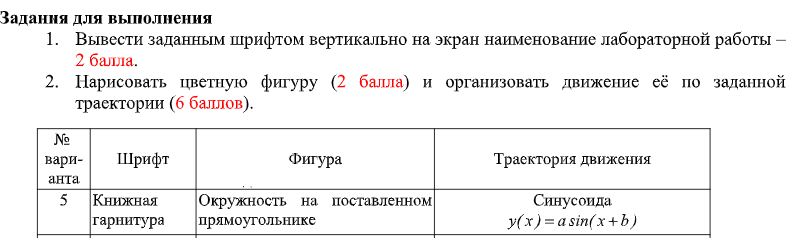 Задания для выполнения
1. Вывести заданным шрифтом вертикально на экран наименование лабораторной работы –
2 балла.
2. Нарисовать цветную фигуру (2 балла) и организовать движение её по заданной
траектории (6 баллов).
№
вари-
анта
Шрифт
Фигура
Траектория движения
5
Книжная
гарнитура
Окружность на поставленном
прямоугольнике
Синусоида
y(x)=a sin(x+b)